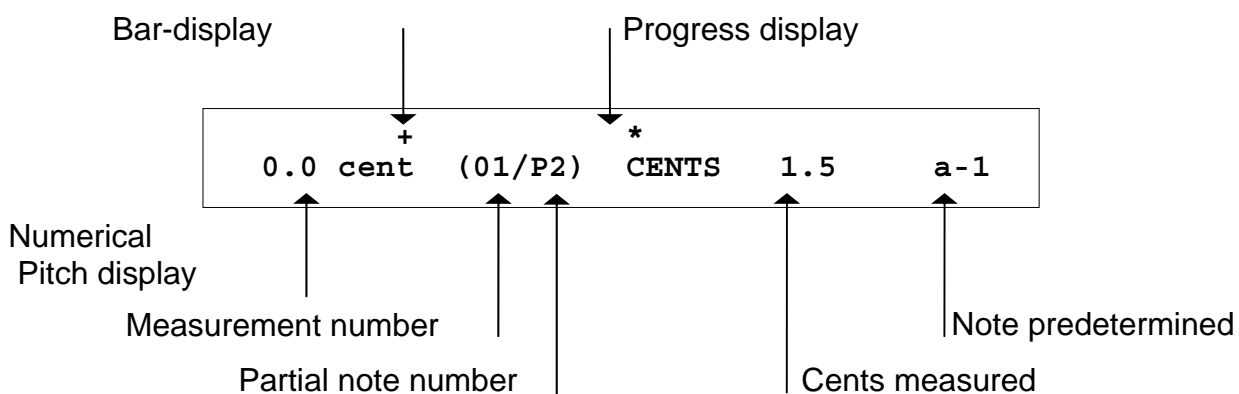 Bar-display Progress display
+ *
0.0 cent (01/P2) CENTS 1.5 a-1
Numerical
Pitch display
Measurement number Note predetermined
Partial note number Cents measured